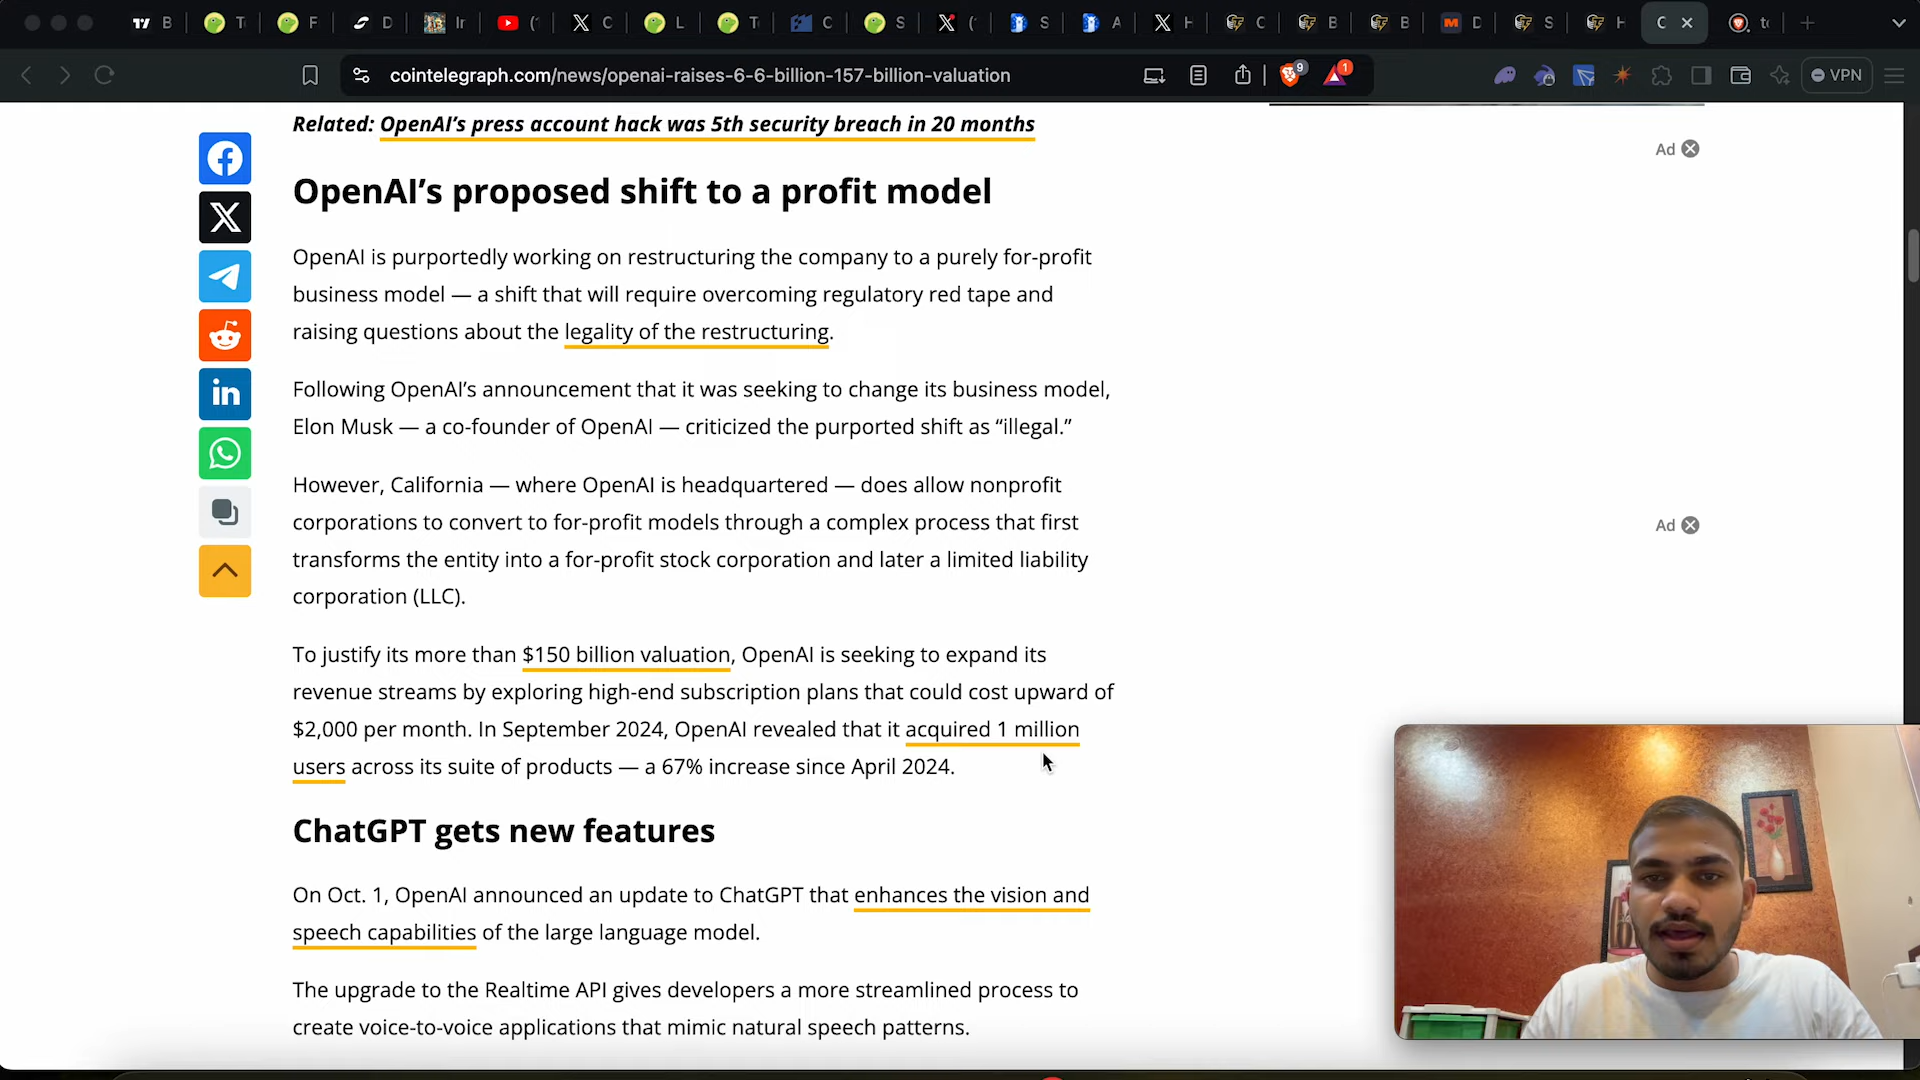 B
T
F
D
Ir
(
C
L
T
C
S
(
S
A
H
C
B
B
D
S
H
C
to
cointelegraph.com/news/openai-raises-6-6-billion-157-billion-valuation
9
1
VPN
Related: OpenAI’s press account hack was 5th security breach in 20 months
Ad
OpenAI’s proposed shift to a profit model
OpenAI is purportedly working on restructuring the company to a purely for-profit
business model — a shift that will require overcoming regulatory red tape and
raising questions about the legality of the restructuring.
Following OpenAI’s announcement that it was seeking to change its business model,
Elon Musk — a co-founder of OpenAI — criticized the purported shift as “illegal.”
However, California — where OpenAI is headquartered — does allow nonprofit
corporations to convert to for-profit models through a complex process that first
Ad
transforms the entity into a for-profit stock corporation and later a limited liability
corporation (LLC).
To justify its more than $150 billion valuation, OpenAI is seeking to expand its
revenue streams by exploring high-end subscription plans that could cost upward of
$2,000 per month. In September 2024, OpenAI revealed that it acquired 1 million
users across its suite of products — a 67% increase since April 2024.
ChatGPT gets new features
On Oct. 1, OpenAI announced an update to ChatGPT that enhances the vision and
speech capabilities of the large language model.
The upgrade to the Realtime API gives developers a more streamlined process to
create voice-to-voice applications that mimic natural speech patterns.